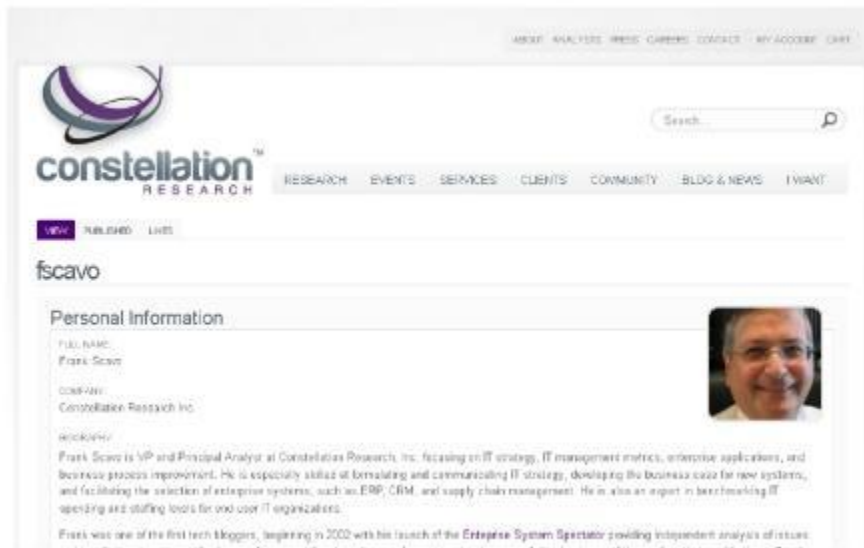 ABOUT ANALYSTS PRESS CAREERS CONTACT MY ACCOUNT CART
Search...
constellation™
RESEARCH
RESEARCH EVENTS SERVICES CLIENTS COMMUNITY BLOG & NEWS I WANT
VIEW PUBLISHED LIKES
fscavo
Personal Information
FULL NAME:
Frank Scavo
COMPANY:
Constellation Research Inc.
BIOGRAPHY:
Frank Scavo is VP and Principal Analyst at Constellation Research, Inc. focusing on IT strategy, IT management metrics, enterprise applications, and
business process improvement. He is especially skilled at formulating and communicating IT strategy, developing the business case for new systems,
and facilitating the selection of enterprise systems, such as ERP, CRM, and supply chain management. He is also an expert in benchmarking IT
spending and staffing levels for end user IT organizations.
Frank was one of the first tech bloggers, beginning in 2002 with his launch of the Enterprise System Spectator providing independent analysis of issues